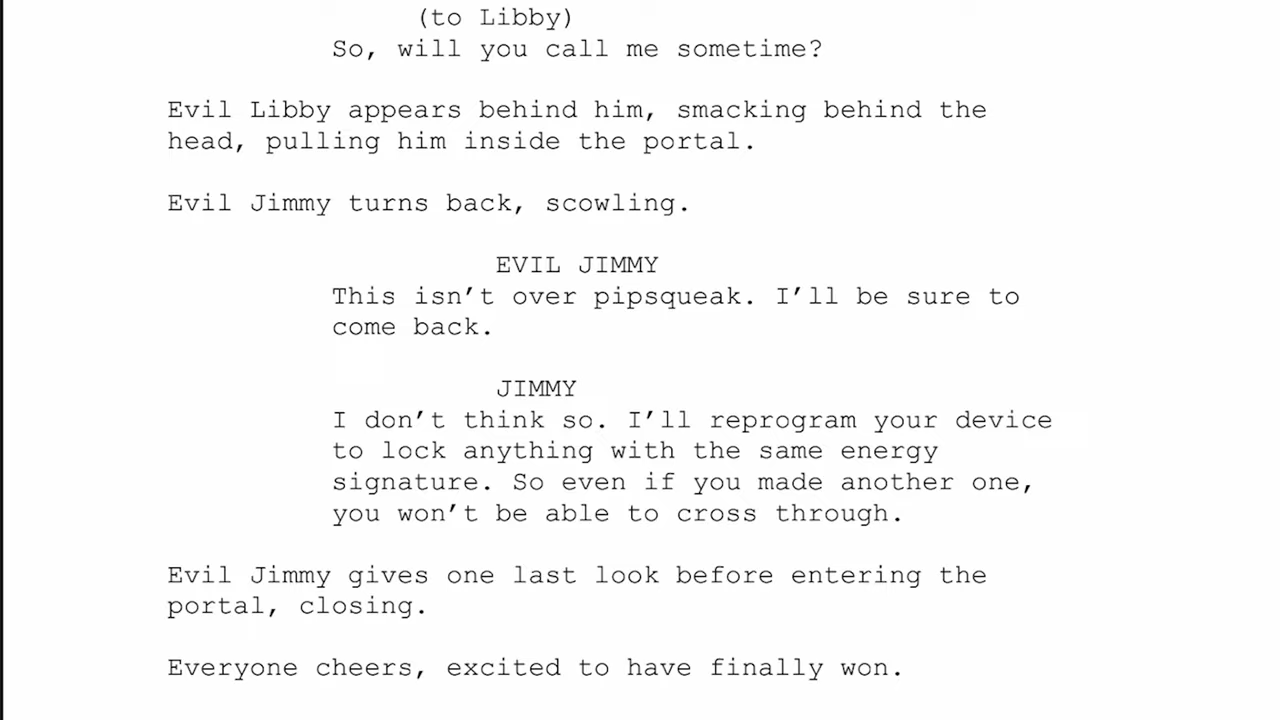 (to Libby)
So, will you call me sometime?
Evil Libby appears behind him, smacking behind the
head, pulling him inside the portal.
Evil Jimmy turns back, scowling.
EVIL JIMMY
This isn’t over pipsqueak. I’ll be sure to
come back.
JIMMY
I don’t think so. I’ll reprogram your device
to lock anything with the same energy
signature. So even if you made another one,
you won’t be able to cross through.
Evil Jimmy gives one last look before entering the
portal, closing.
Everyone cheers, excited to have finally won.